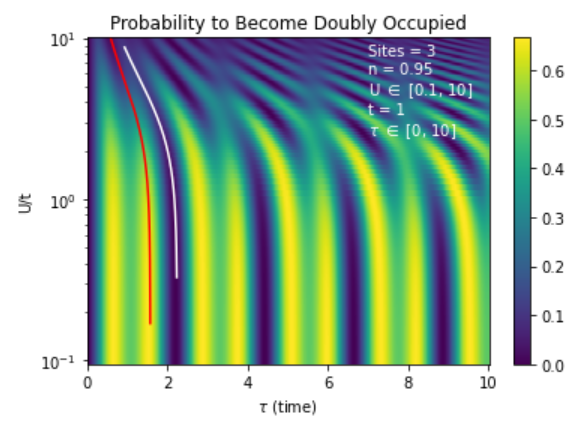 Probability to Become Doubly Occupied
10¹
10⁰
10⁻¹
U/t
Sites = 3
n = 0.95
U ∈ [0.1, 10]
t = 1
τ ∈ [0, 10]
0 2 4 6 8 10
τ (time)
0.6
0.5
0.4
0.3
0.2
0.1
0.0